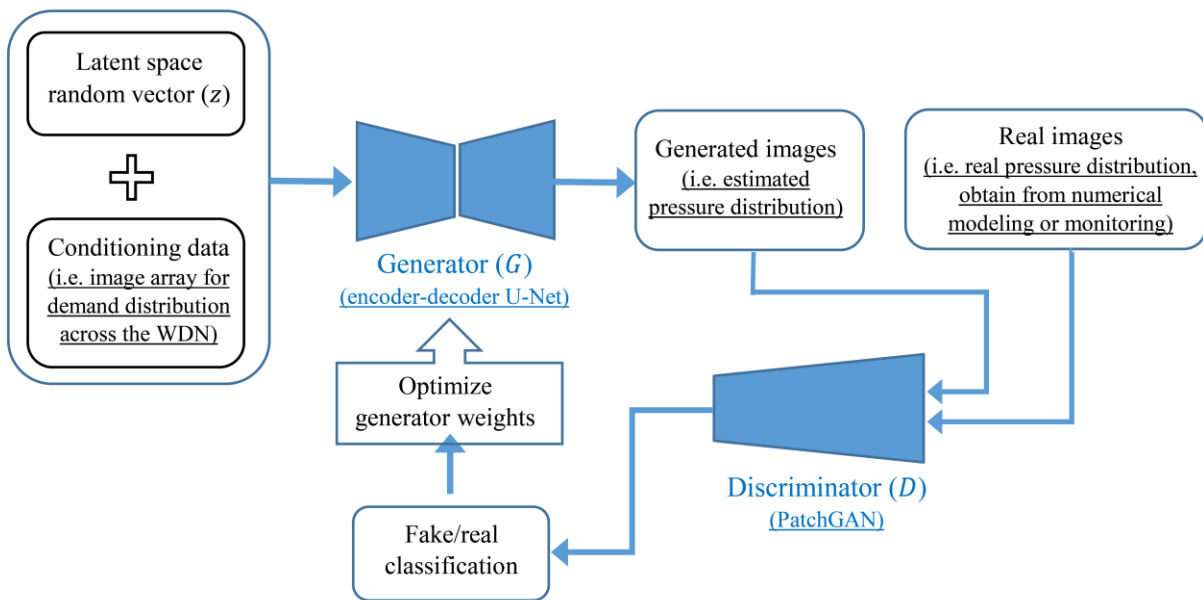 Latent space
random vector (z)
Conditioning data
(i.e. image array for
demand distribution
across the WDN)
Generator (G)
(encoder-decoder U-Net)
Optimize
generator weights
Fake/real
classification
Generated images
(i.e. estimated
pressure distribution)
Real images
(i.e. real pressure distribution,
obtain from numerical
modeling or monitoring)
Discriminator (D)
(PatchGAN)